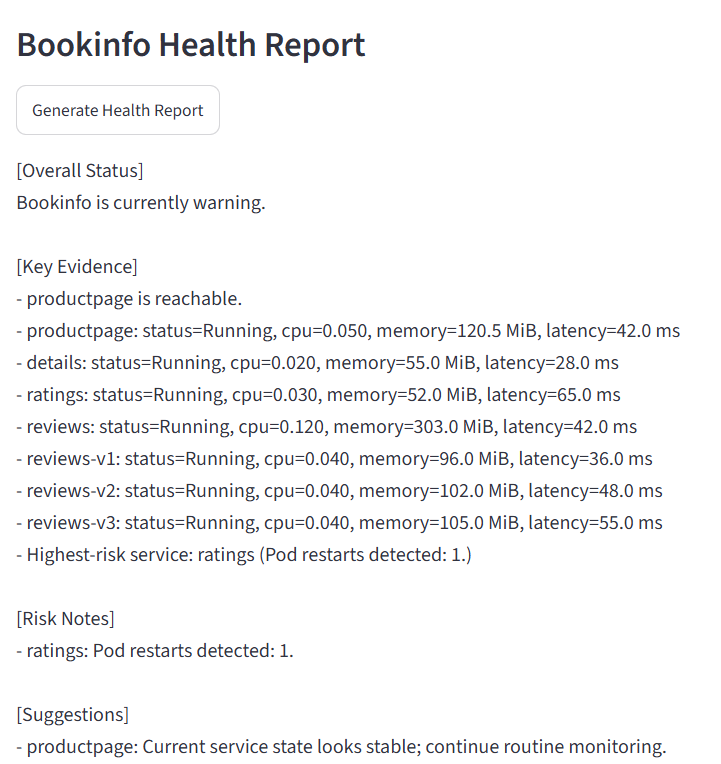 Bookinfo Health Report
Generate Health Report
[Overall Status]
Bookinfo is currently warning.
[Key Evidence]
- productpage is reachable.
- productpage: status=Running, cpu=0.050, memory=120.5 MiB, latency=42.0 ms
- details: status=Running, cpu=0.020, memory=55.0 MiB, latency=28.0 ms
- ratings: status=Running, cpu=0.030, memory=52.0 MiB, latency=65.0 ms
- reviews: status=Running, cpu=0.120, memory=303.0 MiB, latency=42.0 ms
- reviews-v1: status=Running, cpu=0.040, memory=96.0 MiB, latency=36.0 ms
- reviews-v2: status=Running, cpu=0.040, memory=102.0 MiB, latency=48.0 ms
- reviews-v3: status=Running, cpu=0.040, memory=105.0 MiB, latency=55.0 ms
- Highest-risk service: ratings (Pod restarts detected: 1.)
[Risk Notes]
- ratings: Pod restarts detected: 1.
[Suggestions]
- productpage: Current service state looks stable; continue routine monitoring.